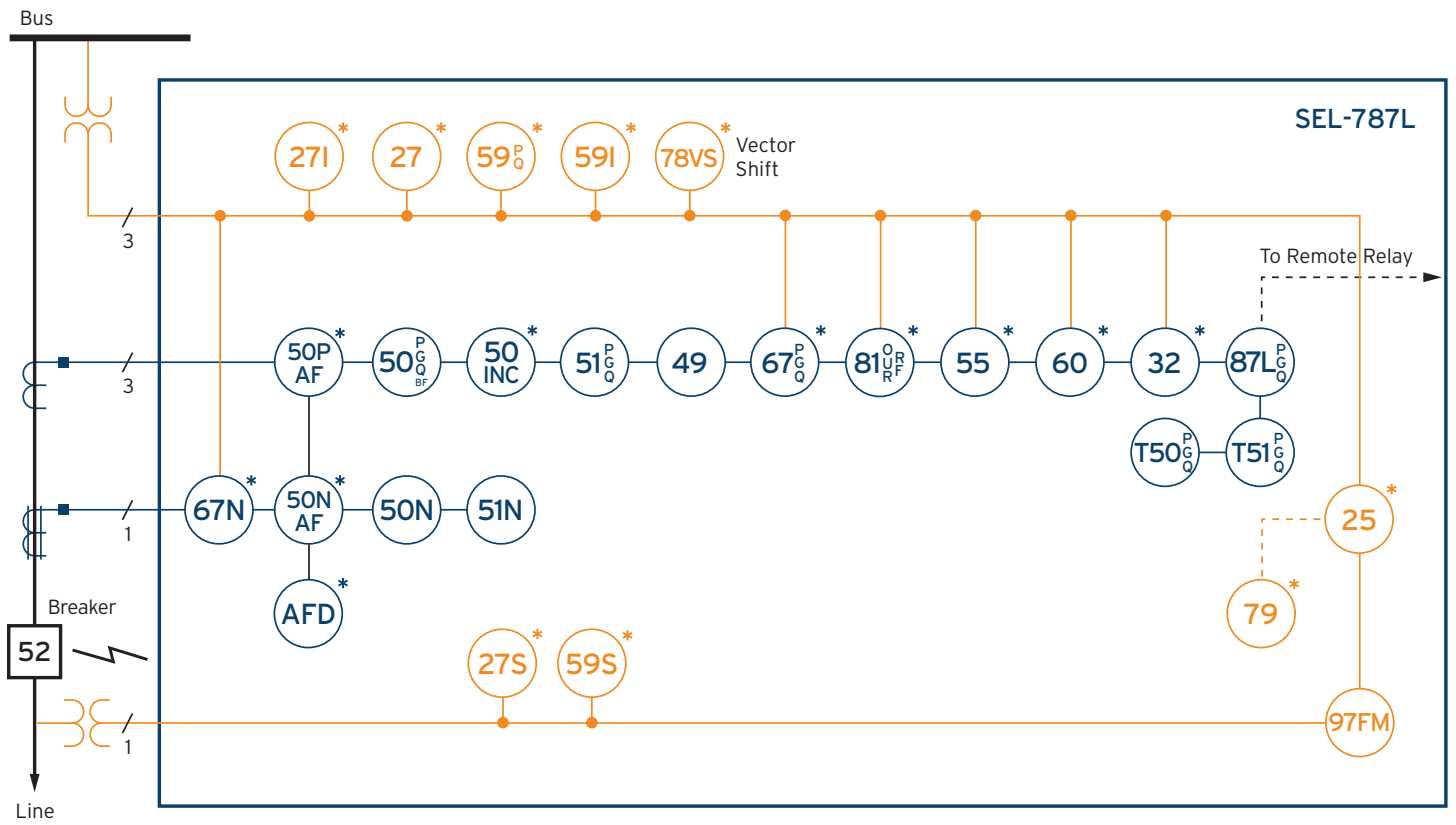 Bus
SEL-787L
27I*
27*
59PQ*
59I*
78VS*
Vector
Shift
3
To Remote Relay
50P
AF*
50PGQBF
50
INC*
51PGQ
49
67PGQ*
81OURRF*
55*
60*
32*
87LPGQ
3
T50PGQ
T51PGQ
67N*
50N
AF*
50N
51N
25*
1
AFD*
79*
Breaker
52
27S*
59S*
97FM
1
Line